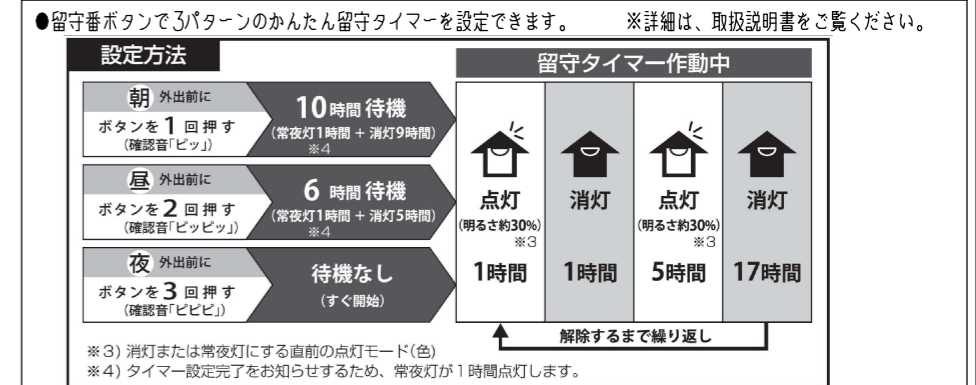 ●留守番ボタンで3パターンのかんたん留守タイマーを設定できます。　※詳細は、取扱説明書をご覧ください。
設定方法
留守タイマー作動中
朝 外出前に
ボタンを1回押す
(確認音「ピッ」)
10時間 待機
(常夜灯1時間 + 消灯9時間)
※4
昼 外出前に
ボタンを2回押す
(確認音「ピッピッ」)
6時間 待機
(常夜灯1時間 + 消灯5時間)
※4
夜 外出前に
ボタンを3回押す
(確認音「ピピピ」)
待機なし
(すぐ開始)
点灯
(明るさ約30%)
※3
1時間
消灯
1時間
点灯
(明るさ約30%)
※3
5時間
消灯
17時間
解除するまで繰り返し
※3) 消灯または常夜灯にする直前の点灯モード(色)
※4) タイマー設定完了をお知らせするため、常夜灯が1時間点灯します。